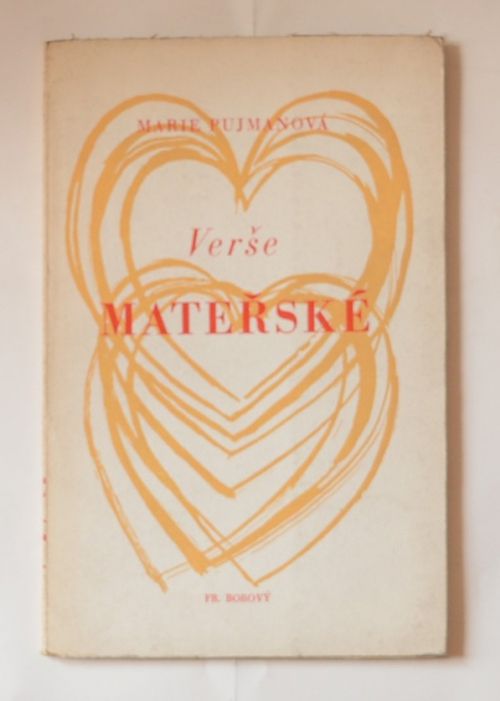 MARIE PUJMANOVÁ
Verše
MATEŘSKÉ
FR. BOROVÝ